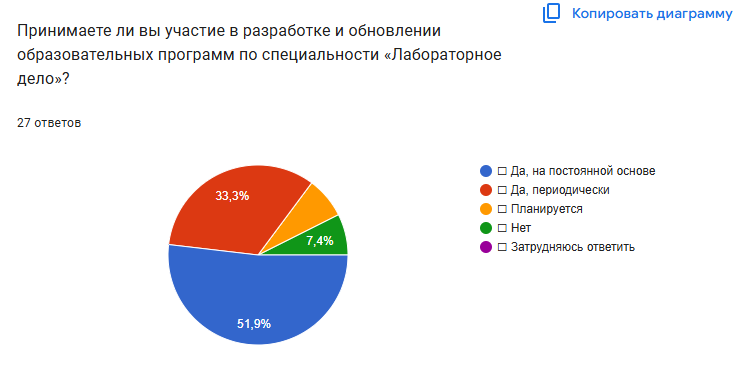 Копировать диаграмму
Принимаете ли вы участие в разработке и обновлении
образовательных программ по специальности «Лабораторное
дело»?
27 ответов
33,3%
7,4%
51,9%
☐ Да, на постоянной основе
☐ Да, периодически
☐ Планируется
☐ Нет
☐ Затрудняюсь ответить